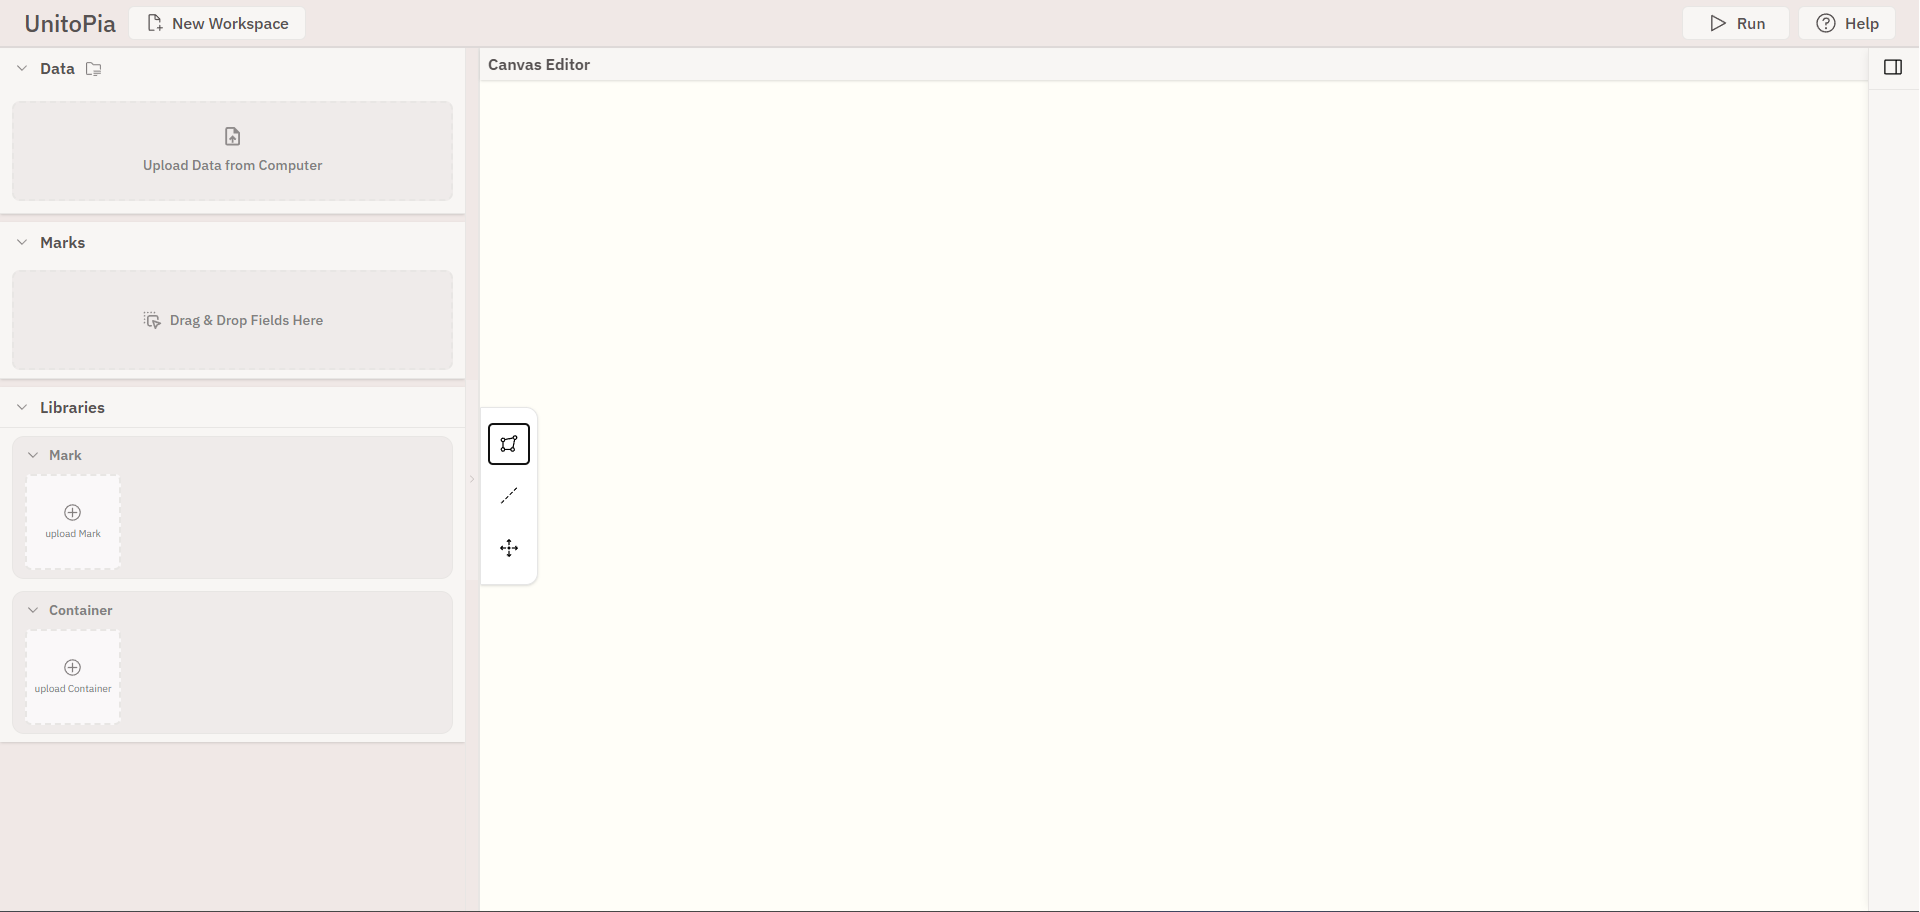 UnitoPia
New Workspace
Run
Help
Data
Canvas Editor
Upload Data from Computer
Marks
Drag & Drop Fields Here
Libraries
Mark
upload Mark
Container
upload Container